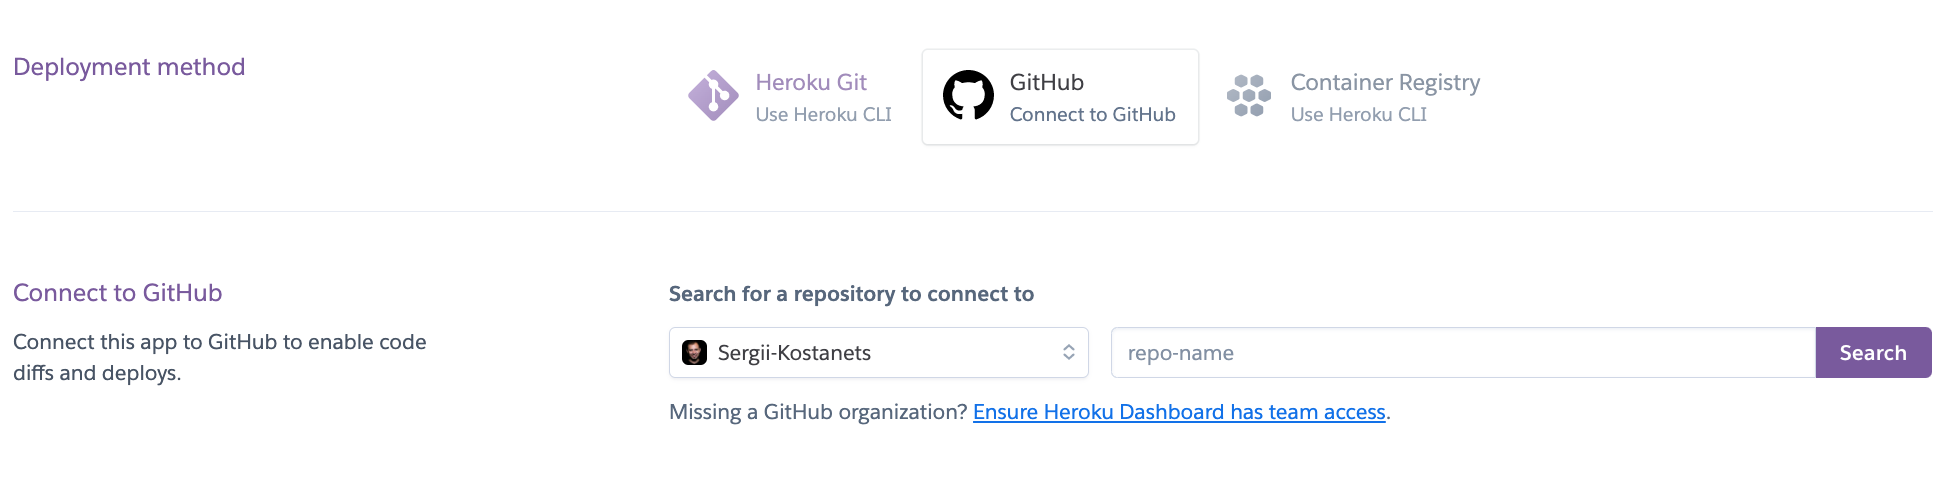 Deployment method
Heroku Git
Use Heroku CLI
GitHub
Connect to GitHub
Container Registry
Use Heroku CLI
Connect to GitHub
Connect this app to GitHub to enable code
diffs and deploys.
Search for a repository to connect to
Sergii-Kostanets
repo-name
Search
Missing a GitHub organization? Ensure Heroku Dashboard has team access.